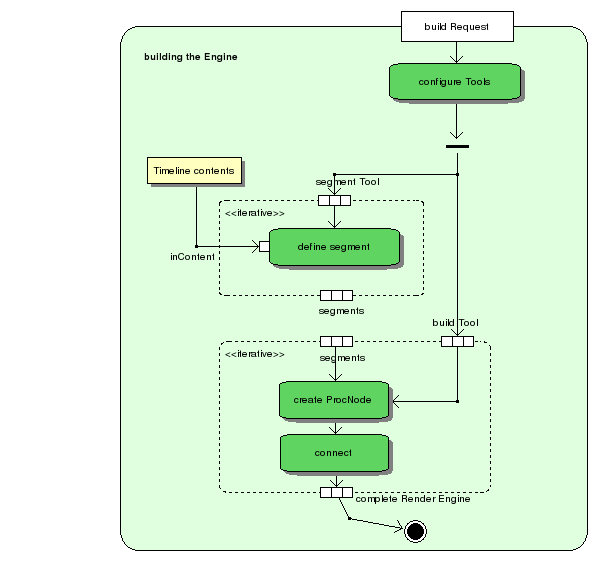 build Request
building the Engine
configure Tools
Timeline contents
segment Tool
<<iterative>>
define segment
inContent
segments
build Tool
<<iterative>>
segments
create ProcNode
connect
complete Render Engine